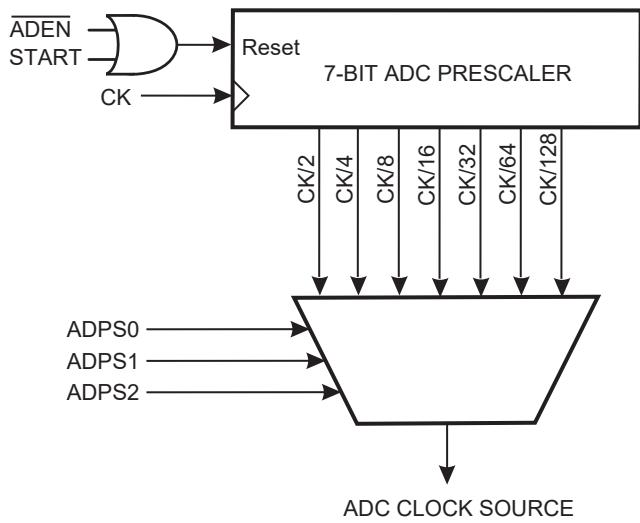 ADEN
START
Reset
7-BIT ADC PRESCALER
CK
CK/2
CK/4
CK/8
CK/16
CK/32
CK/64
CK/128
ADPS0
ADPS1
ADPS2
ADC CLOCK SOURCE